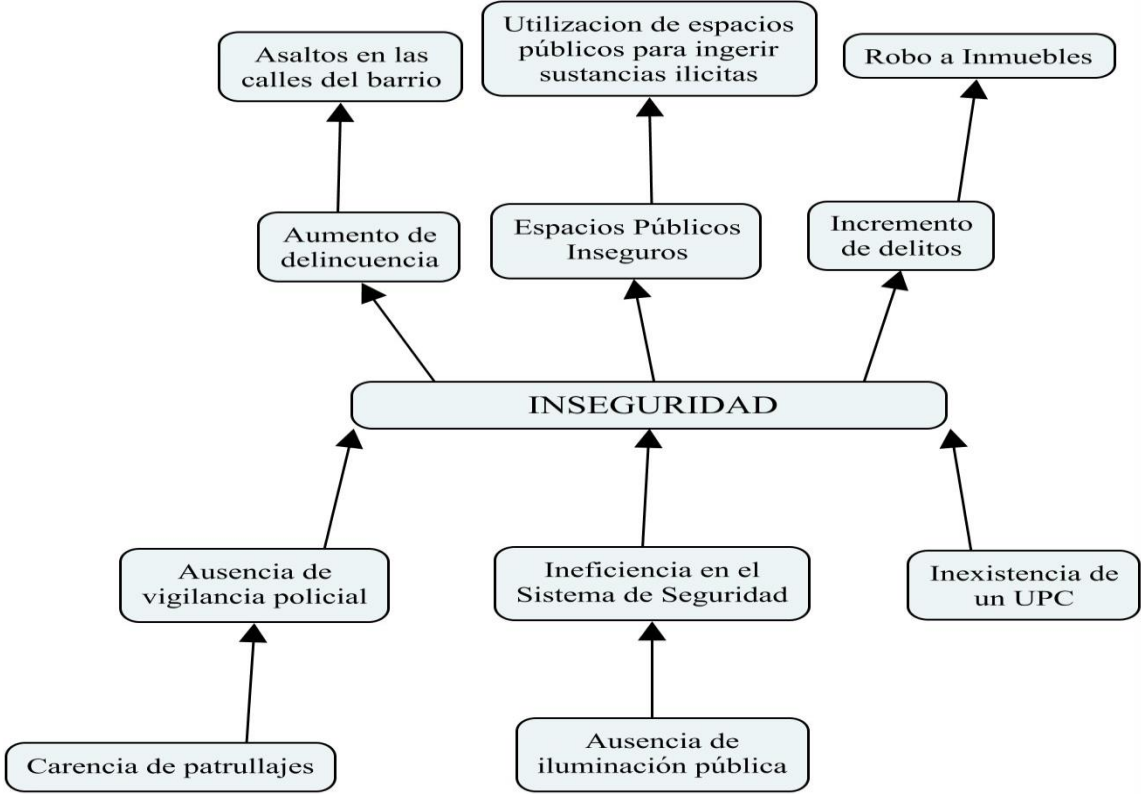 Asaltos en las
calles del barrio
Utilizacion de espacios
públicos para ingerir
sustancias ilicitas
Robo a Inmuebles
Aumento de
delincuencia
Espacios Públicos
Inseguros
Incremento
de delitos
INSEGURIDAD
Ausencia de
vigilancia policial
Ineficiencia en el
Sistema de Seguridad
Inexistencia de
un UPC
Carencia de patrullajes
Ausencia de
iluminación pública